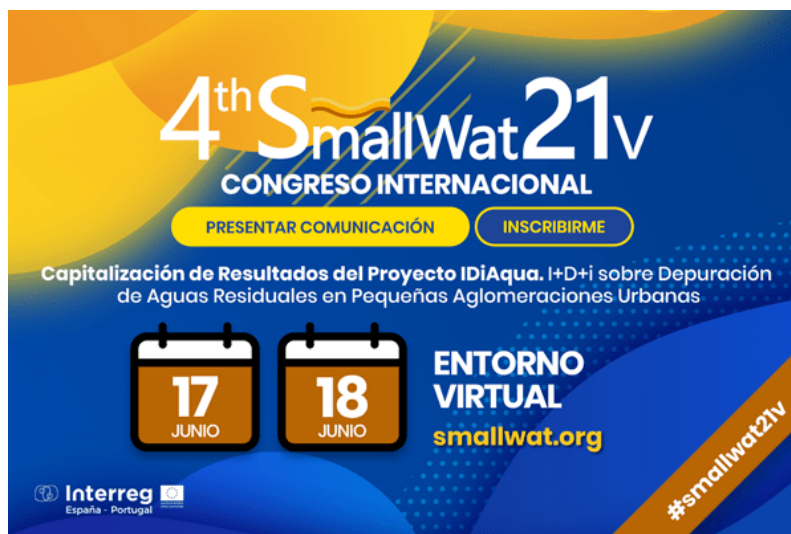 4th SmallWat21v
CONGRESO INTERNACIONAL
PRESENTAR COMUNICACIÓN
INSCRIBIRME
Capitalización de Resultados del Proyecto IDiAqua. I+D+i sobre Depuración
de Aguas Residuales en Pequeñas Aglomeraciones Urbanas
17
JUNIO
18
JUNIO
ENTORNO
VIRTUAL
smallwat.org
#smallwat21v
Interreg
España - Portugal